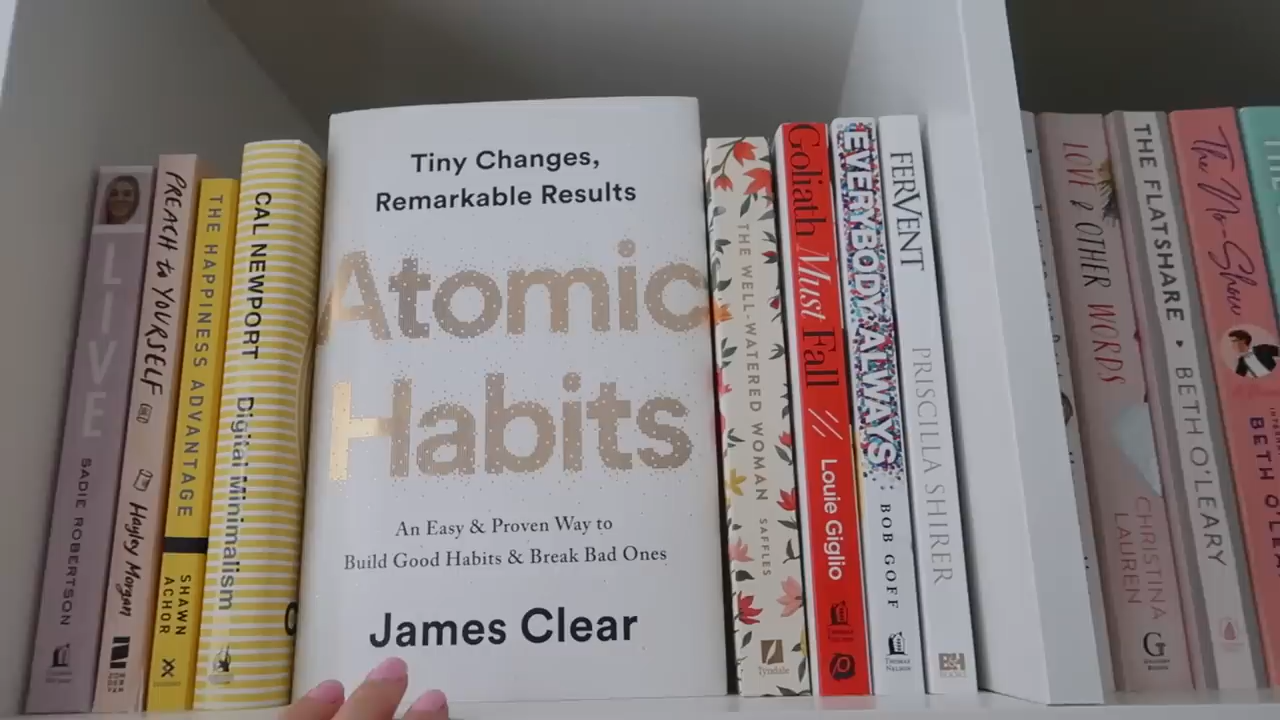 LIVE
SADIE ROBERTSON
PREACH to YOURSELF
Hayley Morgan
THE HAPPINESS ADVANTAGE
SHAWN ACHOR
CAL NEWPORT
Digital Minimalism
Tiny Changes,
Remarkable Results
Atomic
Habits
An Easy & Proven Way to
Build Good Habits & Break Bad Ones
James Clear
THE WELL-WATERED WOMAN
SAFFLES
Tyndale
Goliath Must Fall
Louie Giglio
EVERYBODY, ALWAYS
BOB GOFF
THOMAS NELSON
FERVENT
PRISCILLA SHIRER
B&H
BOOKS
LOVE & OTHER WORDS
CHRISTINA LAUREN
THE FLATSHARE
BETH O'LEARY
The No-Show
BETH O'LEA
THE